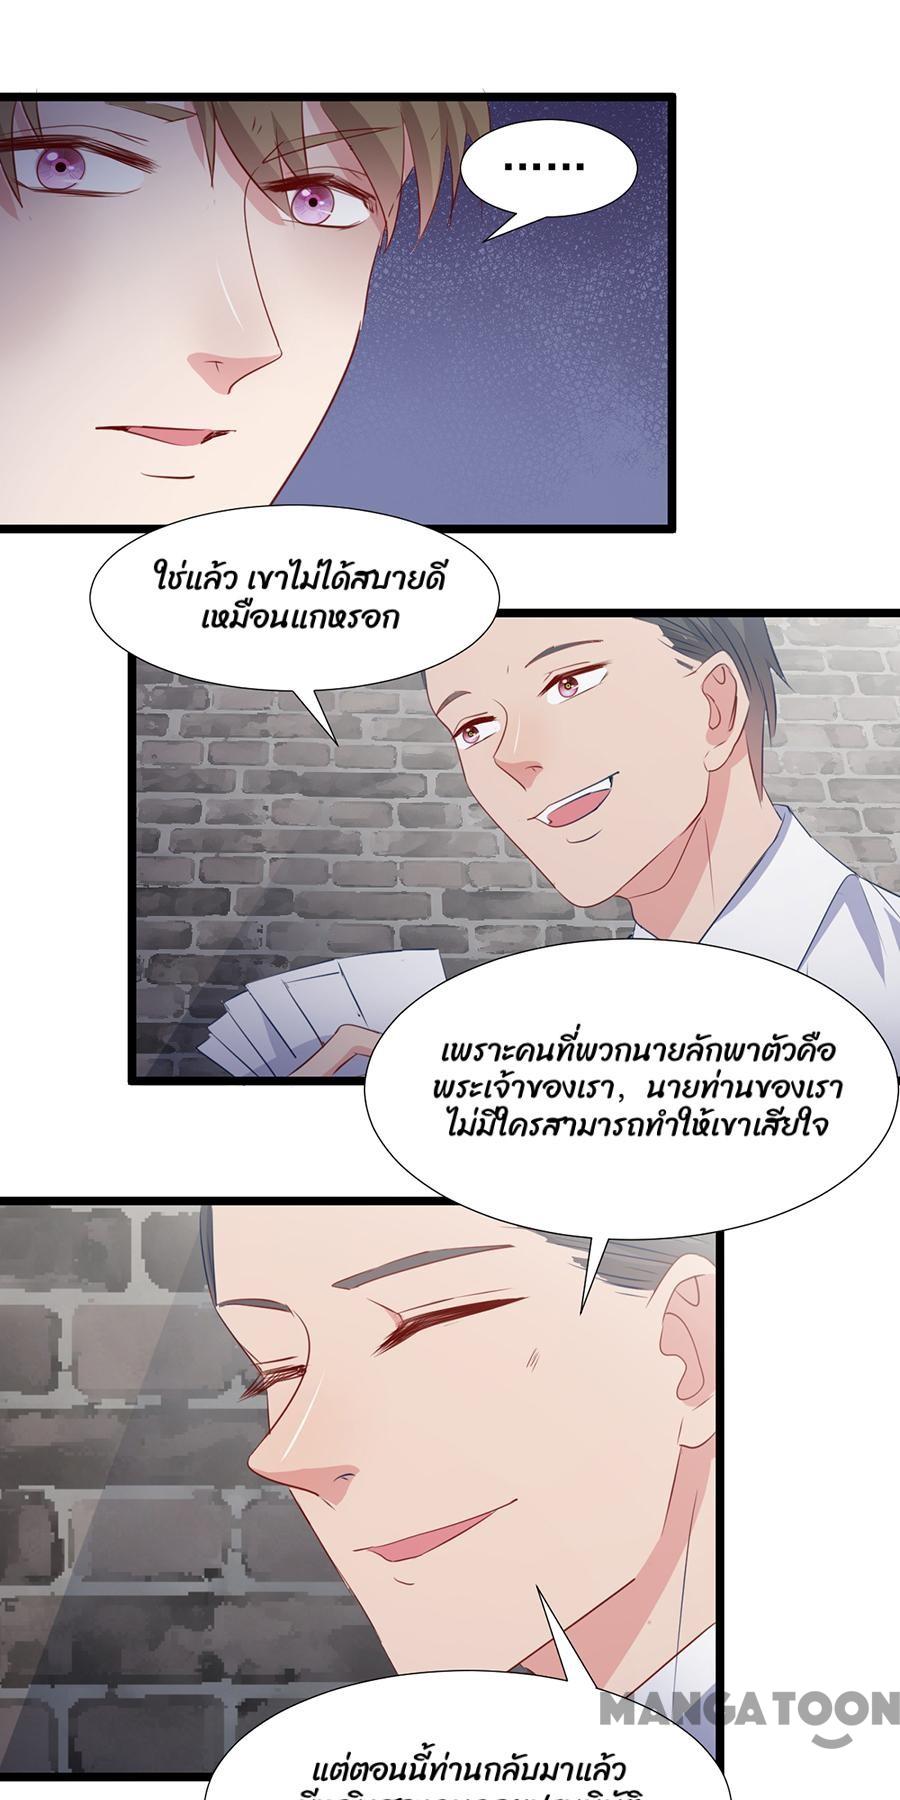 ......
ใช่แล้ว เขาไม่ได้สบายดี
เหมือนแกหรอก
เพราะคนที่พวกนายลักพาตัวคือ
พระเจ้าของเรา, นายท่านของเรา
ไม่มีใครสามารถทำให้เขาเสียใจ
MANGATOON
แต่ตอนนี้ท่านกลับมาแล้ว